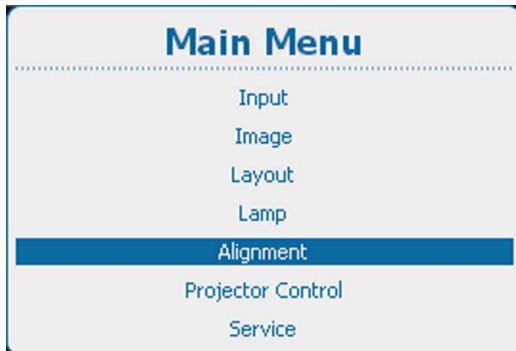 Main Menu
Input
Image
Layout
Lamp
Alignment
Projector Control
Service